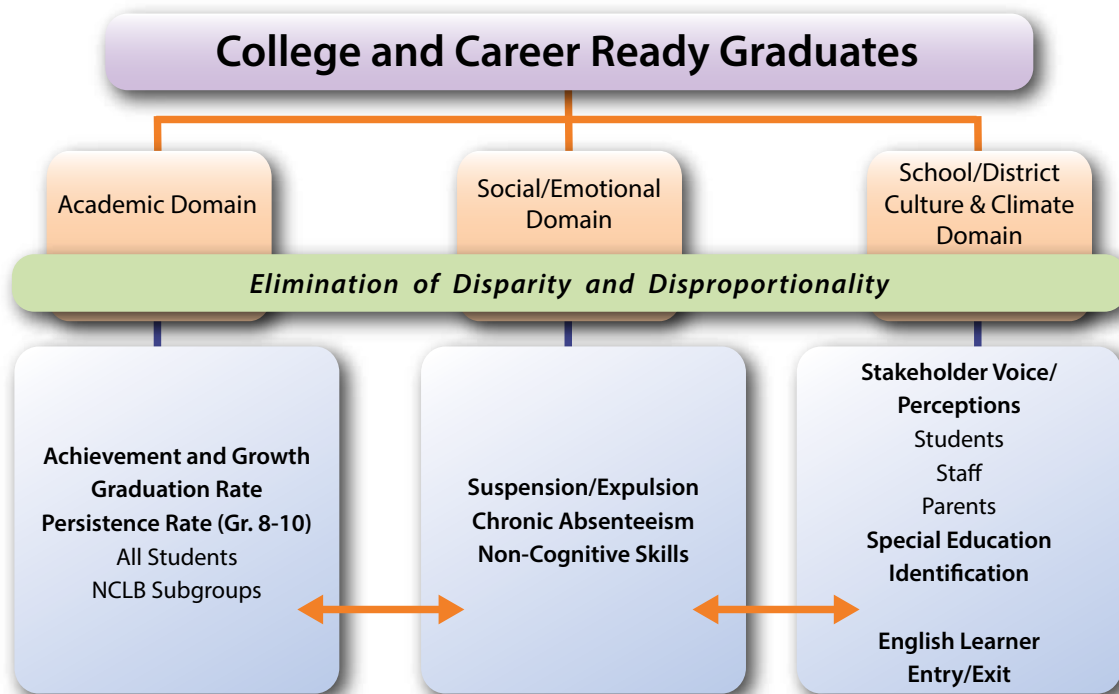 College and Career Ready Graduates
Academic Domain
Social/Emotional
Domain
School/District
Culture & Climate
Domain
Elimination of Disparity and Disproportionality
Achievement and Growth
Graduation Rate
Persistence Rate (Gr. 8-10)
All Students
NCLB Subgroups
Suspension/Expulsion
Chronic Absenteeism
Non-Cognitive Skills
Stakeholder Voice/
Perceptions
Students
Staff
Parents
Special Education
Identification
English Learner
Entry/Exit